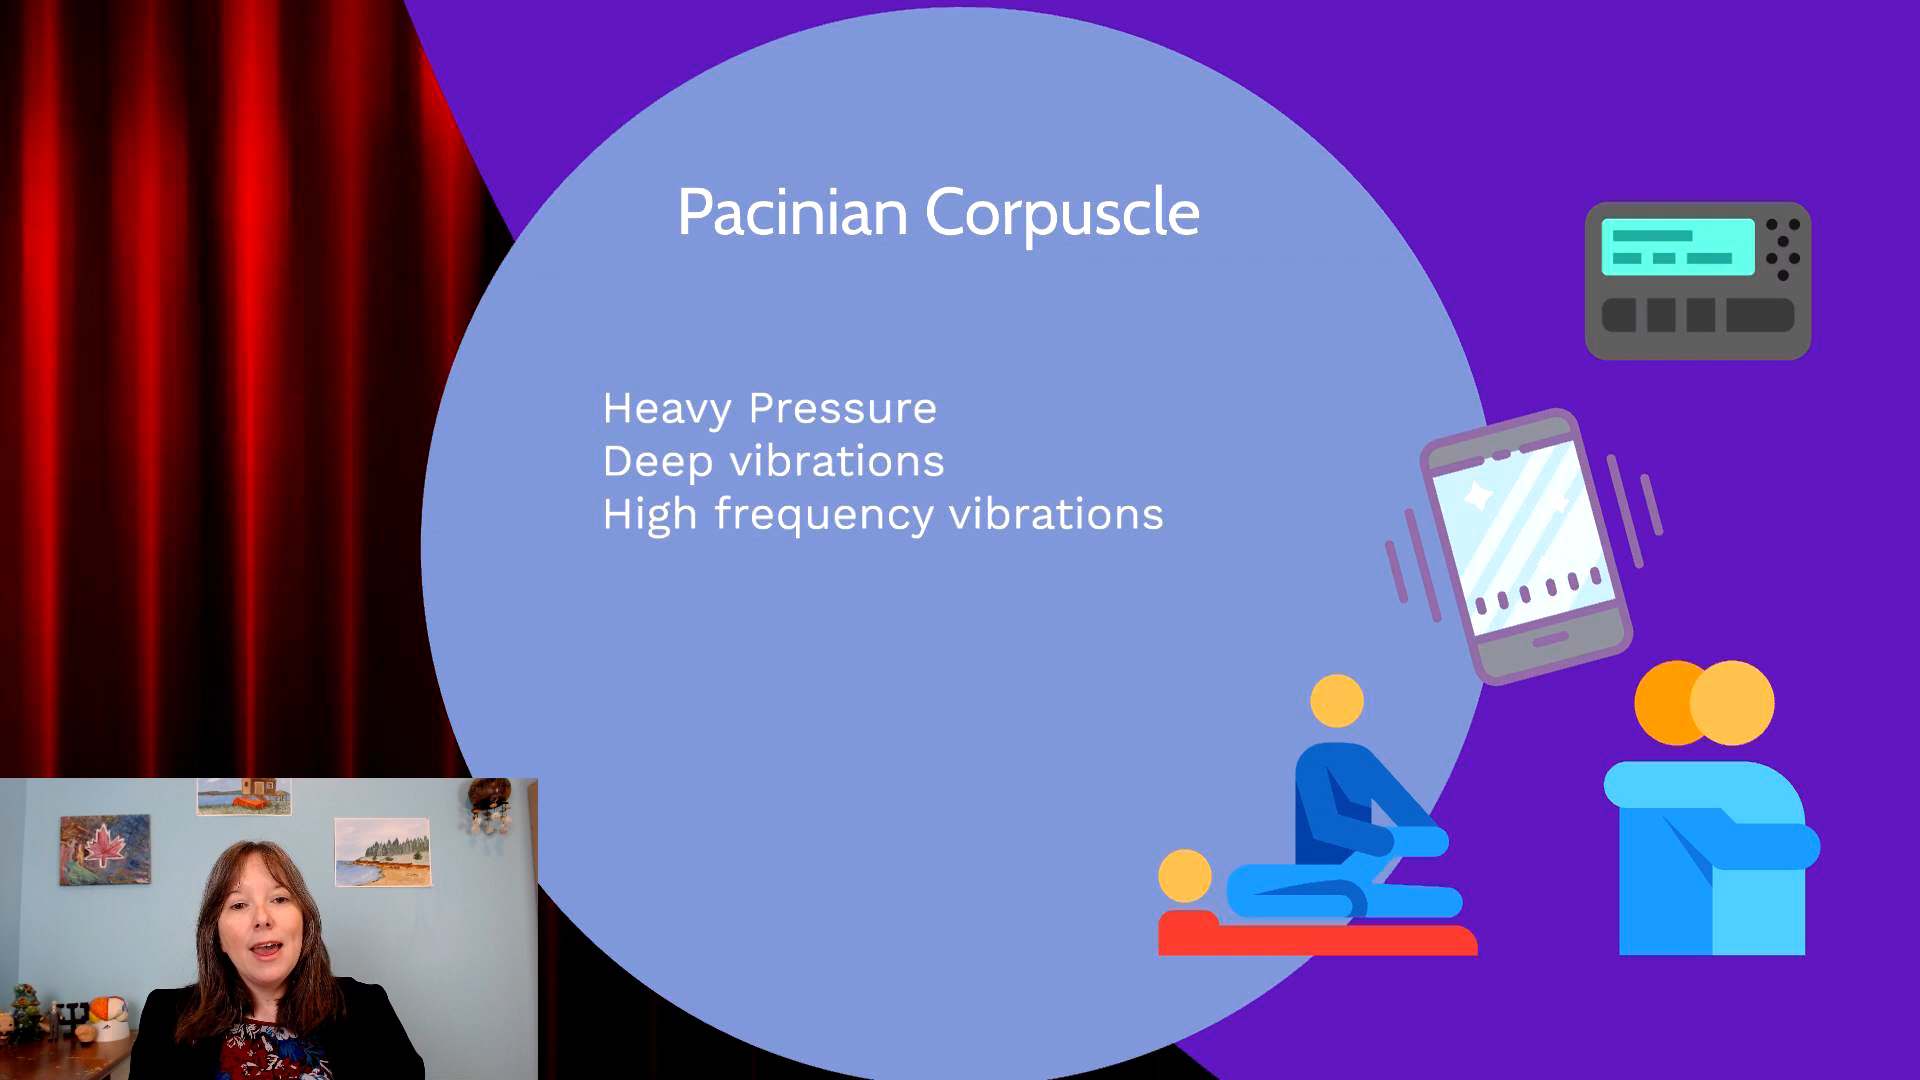 Pacinian Corpuscle
Heavy Pressure
Deep vibrations
High frequency vibrations